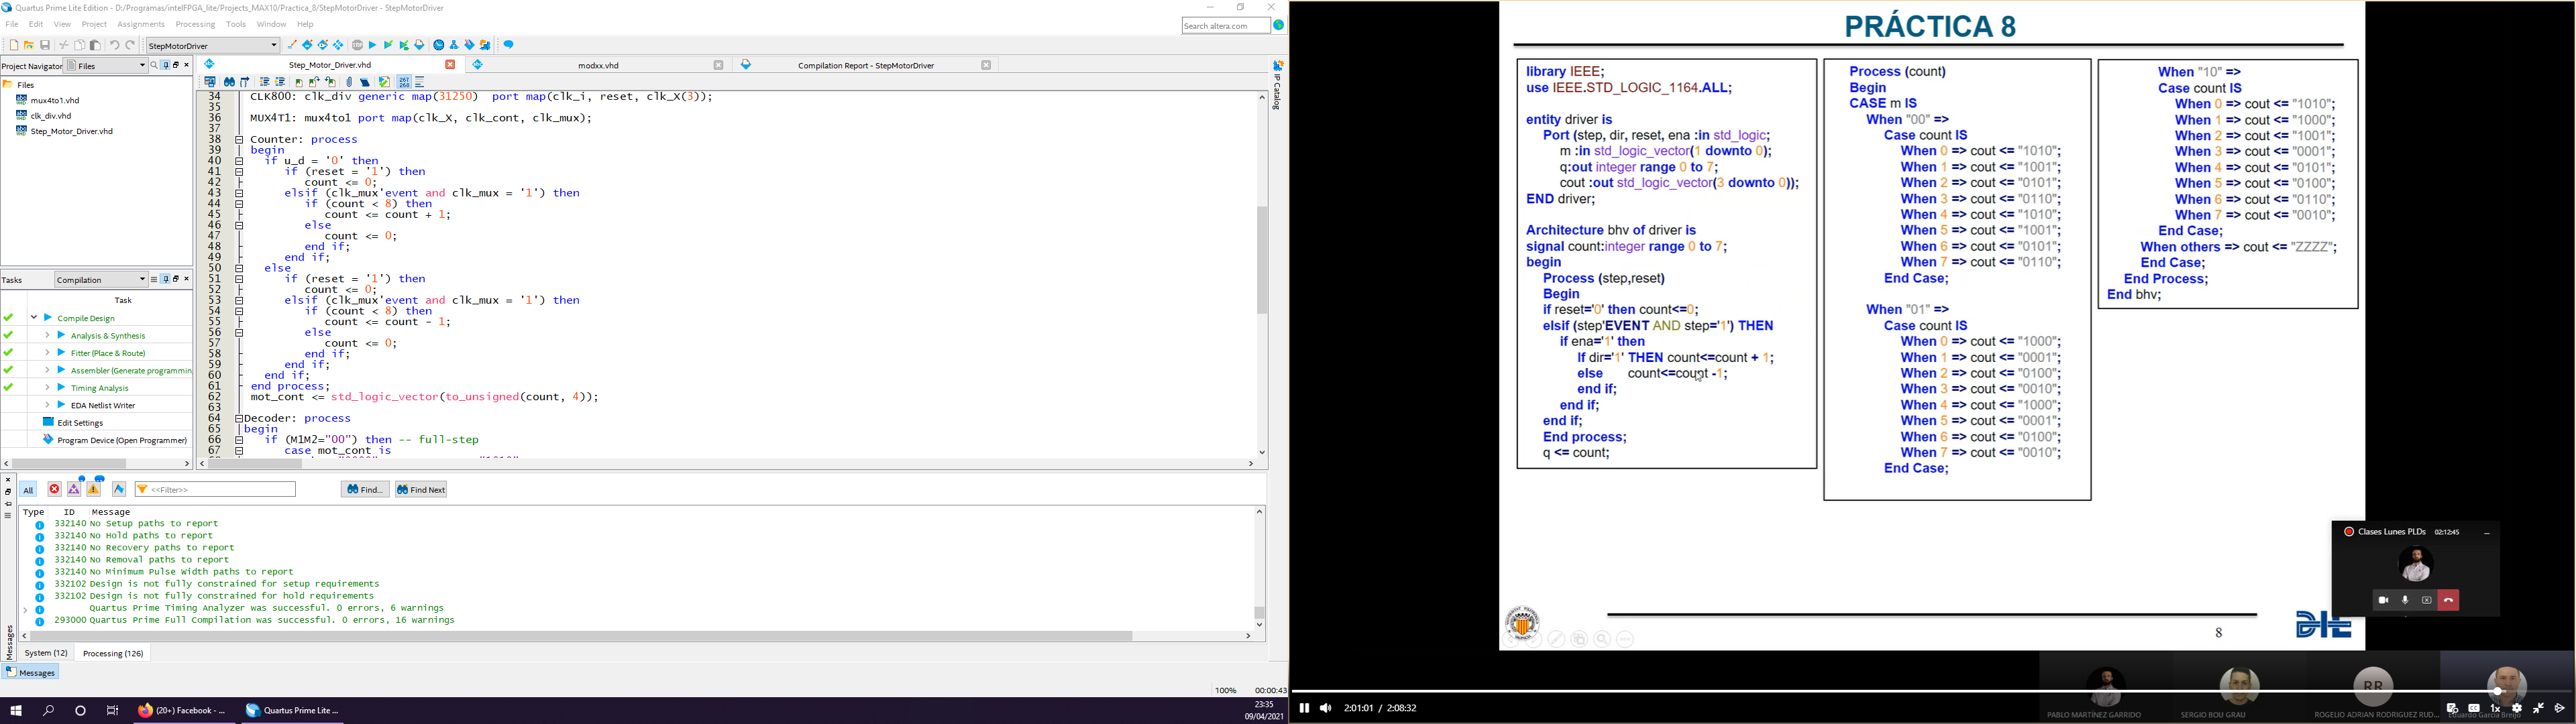 Quartus Prime Lite Edition - D:/Programas/intelFPGA_lite/Projects_MAX10/Practica_8/StepMotorDriver - StepMotorDriver
File Edit View Project Assignments Processing Tools Window Help
Search altera.com
StepMotorDriver
Project Navigator Files
Files
mux4to1.vhd
clk_div.vhd
Step_Motor_Driver.vhd
Tasks Compilation
Task
Compile Design
Analysis & Synthesis
Fitter (Place & Route)
Assembler (Generate programmin
Timing Analysis
EDA Netlist Writer
Edit Settings
Program Device (Open Programmer)
Step_Motor_Driver.vhd modxx.vhd Compilation Report - StepMotorDriver
IP Catalog
34 CLK800: clk_div generic map(31250) port map(clk_i, reset, clk_X(3));
35
36 MUX4T1: mux4to1 port map(clk_X, clk_cont, clk_mux);
37
38 Counter: process
39 begin
40 if u_d = '0' then
41 if (reset = '1') then
42 count <= 0;
43 elsif (clk_mux'event and clk_mux = '1') then
44 if (count < 8) then
45 count <= count + 1;
46 else
47 count <= 0;
48 end if;
49 end if;
50 else
51 if (reset = '1') then
52 count <= 0;
53 elsif (clk_mux'event and clk_mux = '1') then
54 if (count < 8) then
55 count <= count - 1;
56 else
57 count <= 0;
58 end if;
59 end if;
60 end if;
61 end process;
62 mot_cont <= std_logic_vector(to_unsigned(count, 4));
63
64 Decoder: process
65 begin
66 if (M1M2="00") then -- full-step
67 case mot_cont is
All <<Filter>> Find... Find Next
Type ID Message
332140 No Setup paths to report
332140 No Hold paths to report
332140 No Recovery paths to report
332140 No Removal paths to report
332140 No Minimum Pulse Width paths to report
332102 Design is not fully constrained for setup requirements
332102 Design is not fully constrained for hold requirements
Quartus Prime Timing Analyzer was successful. 0 errors, 6 warnings
293000 Quartus Prime Full Compilation was successful. 0 errors, 16 warnings
Messages
System (12) Processing (126)
Messages
100% 00:00:43
(20+) Facebook - ... Quartus Prime Lite ...
23:35
09/04/2021
PRÁCTICA 8
library IEEE;
use IEEE.STD_LOGIC_1164.ALL;
entity driver is
Port (step, dir, reset, ena :in std_logic;
m :in std_logic_vector(1 downto 0);
q:out integer range 0 to 7;
cout :out std_logic_vector(3 downto 0));
END driver;
Architecture bhv of driver is
signal count:integer range 0 to 7;
begin
Process (step,reset)
Begin
if reset='0' then count<=0;
elsif (step'EVENT AND step='1') THEN
if ena='1' then
If dir='1' THEN count<=count + 1;
else count<=count -1;
end if;
end if;
end if;
End process;
q <= count;
Process (count)
Begin
CASE m IS
When "00" =>
Case count IS
When 0 => cout <= "1010";
When 1 => cout <= "1001";
When 2 => cout <= "0101";
When 3 => cout <= "0110";
When 4 => cout <= "1010";
When 5 => cout <= "1001";
When 6 => cout <= "0101";
When 7 => cout <= "0110";
End Case;
When "01" =>
Case count IS
When 0 => cout <= "1000";
When 1 => cout <= "0001";
When 2 => cout <= "0100";
When 3 => cout <= "0010";
When 4 => cout <= "1000";
When 5 => cout <= "0001";
When 6 => cout <= "0100";
When 7 => cout <= "0010";
End Case;
When "10" =>
Case count IS
When 0 => cout <= "1010";
When 1 => cout <= "1000";
When 2 => cout <= "1001";
When 3 => cout <= "0001";
When 4 => cout <= "0101";
When 5 => cout <= "0100";
When 6 => cout <= "0110";
When 7 => cout <= "0010";
End Case;
When others => cout <= "ZZZZ";
End Case;
End Process;
End bhv;
Clases Lunes PLDs 02:12:45
8
DIE
RR
PABLO MARTÍNEZ GARRIDO SERGIO BOU GRAU ROGELIO ADRIAN RODRIGUEZ RUD... Eduardo García Breijo
2:01:01 / 2:08:32
1x